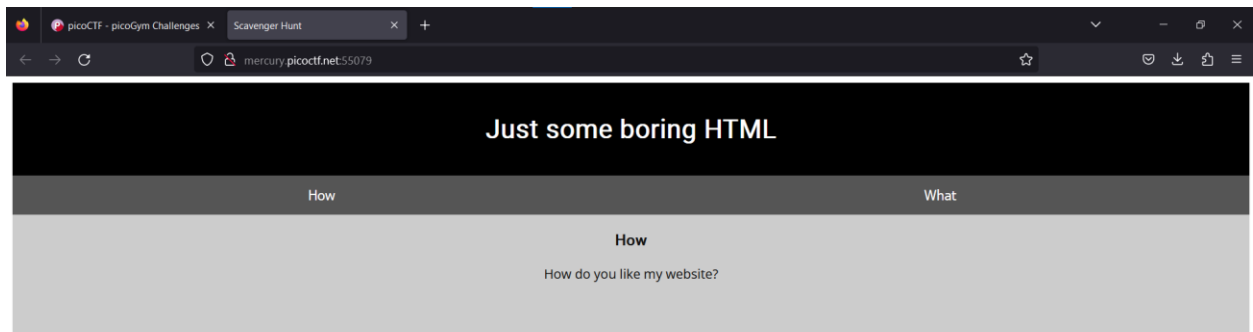 picoCTF - picoGym Challenges
Scavenger Hunt
mercury.picoctf.net:55079
Just some boring HTML
How
What
How
How do you like my website?